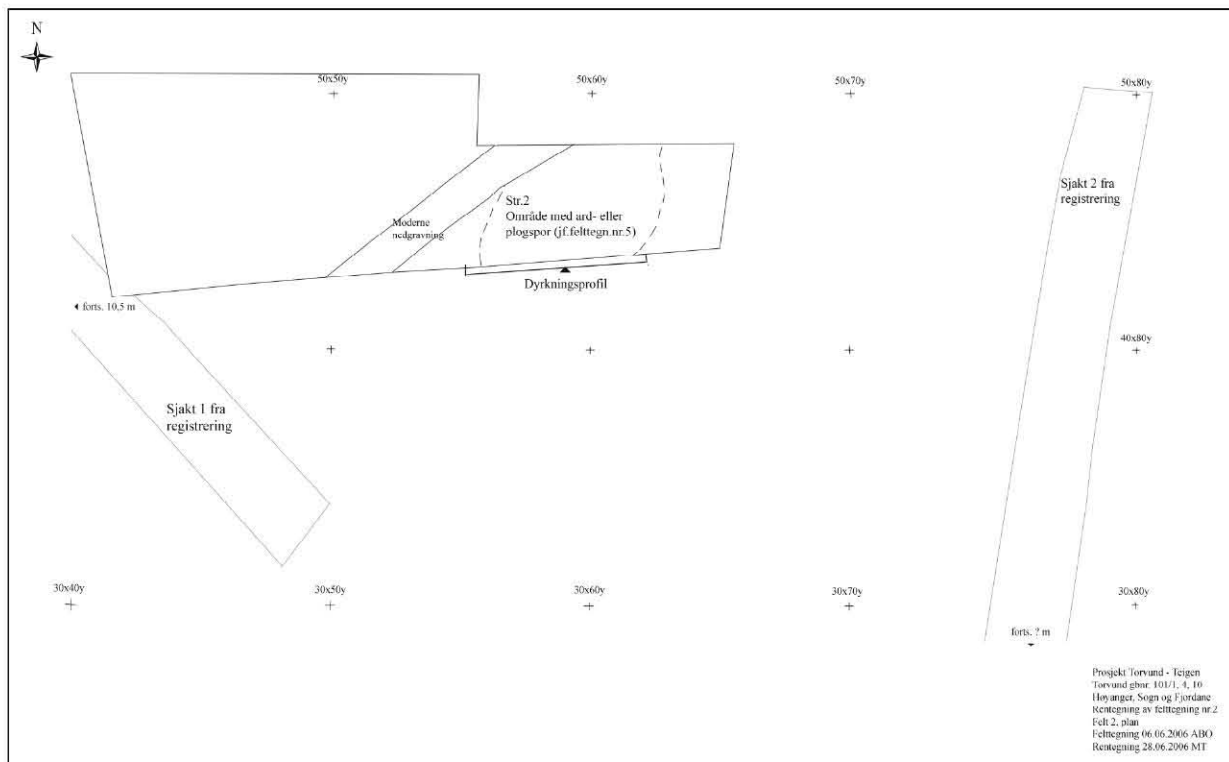 N
50x50y
50x60y
50x70y
50x80y
Sjakt 2 fra
registrering
Str.2
Område med ard- eller
plogspor (jf.felttegn.nr.5)
Moderne
nedgravning
Dyrkningsprofil
forts. 10,5 m
40x80y
Sjakt 1 fra
registrering
30x40y
30x50y
30x60y
30x70y
30x80y
forts. ? m
Prosjekt Torvund - Teigen
Torvund gbnr. 101/1, 4, 10
Høyanger, Sogn og Fjordane
Rentegning av felttegning nr.2
Felt 2, plan
Felttegning 06.06.2006 ABO
Rentegning 28.06.2006 MT